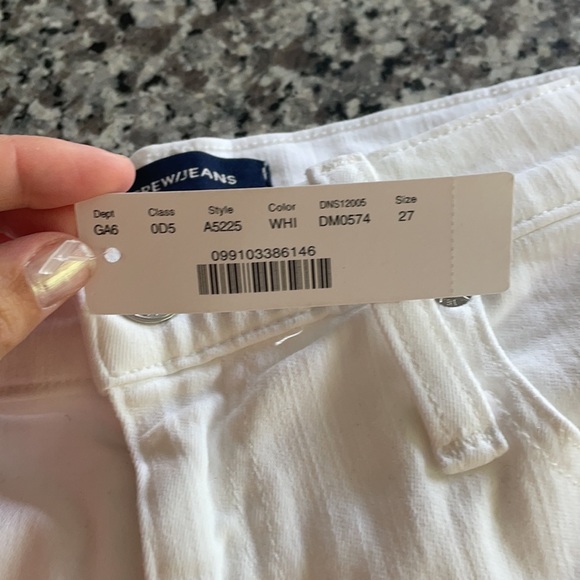 REW/JEANS
Dept Class Style Color DNS12005 Size
GA6 0D5 A5225 WHI DM0574 27
099103386146